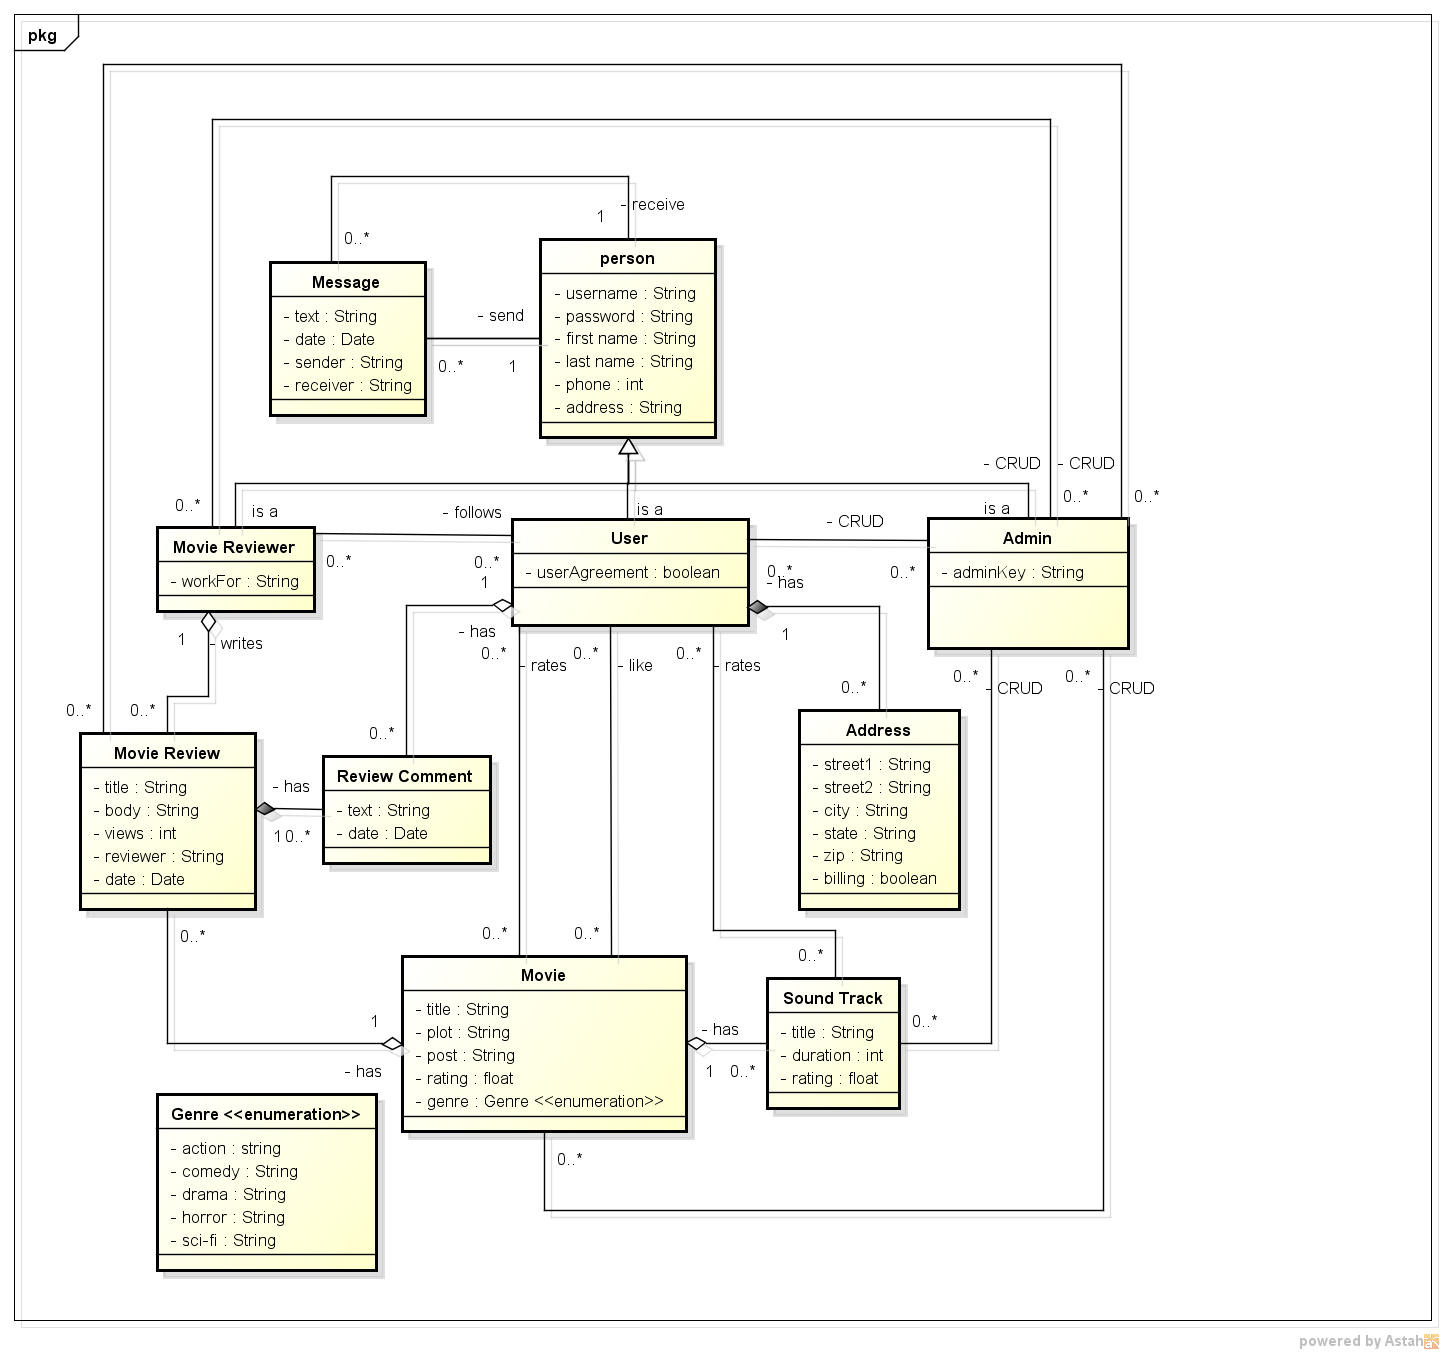 pkg
- receive
1
0..*
person
- username : String
- password : String
- first name : String
- last name : String
- phone : int
- address : String
Message
- text : String
- date : Date
- sender : String
- receiver : String
- send
0..*
1
- CRUD
- CRUD
0..*
0..*
0..*
is a
- follows
is a
- CRUD
is a
Movie Reviewer
- workFor : String
0..*
0..*
User
- userAgreement : boolean
0..*
0..*
Admin
- adminKey : String
1
- has
- has
1
1
- writes
0..*
- rates
0..*
- like
0..*
- rates
0..*
- CRUD
0..*
- CRUD
0..*
0..*
0..*
0..*
Movie Review
- title : String
- body : String
- views : int
- reviewer : String
- date : Date
- has
1
0..*
Review Comment
- text : String
- date : Date
Address
- street1 : String
- street2 : String
- city : String
- state : String
- zip : String
- billing : boolean
0..*
0..*
0..*
0..*
1
- has
Movie
- title : String
- plot : String
- post : String
- rating : float
- genre : Genre <<enumeration>>
- has
1
0..*
Sound Track
- title : String
- duration : int
- rating : float
0..*
0..*
Genre <<enumeration>>
- action : string
- comedy : String
- drama : String
- horror : String
- sci-fi : String
powered by Astah